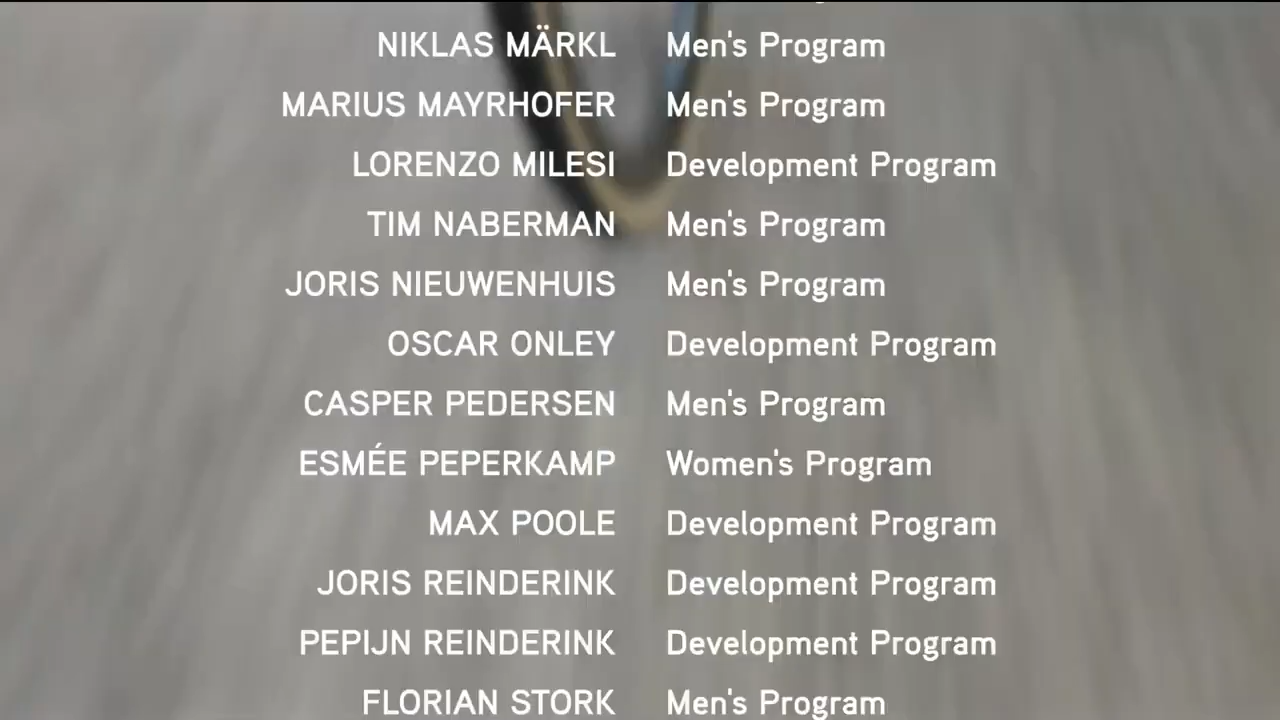 NIKLAS MÄRKL Men's Program
MARIUS MAYRHOFER Men's Program
LORENZO MILESI Development Program
TIM NABERMAN Men's Program
JORIS NIEUWENHUIS Men's Program
OSCAR ONLEY Development Program
CASPER PEDERSEN Men's Program
ESMÉE PEPERKAMP Women's Program
MAX POOLE Development Program
JORIS REINDERINK Development Program
PEPIJN REINDERINK Development Program
FLORIAN STORK Men's Program